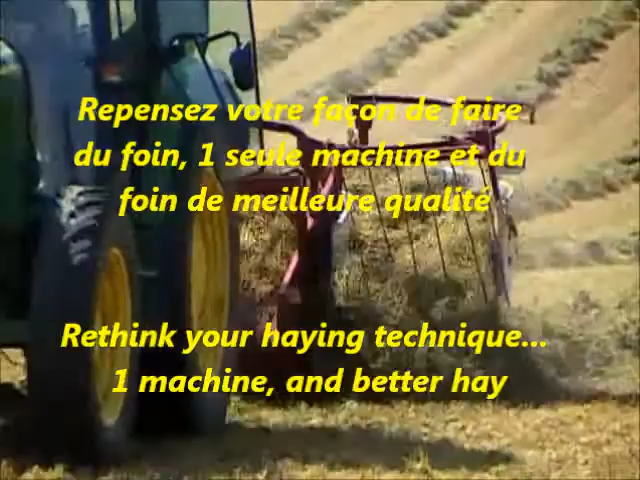 Repensez votre façon de faire
du foin, 1 seule machine et du
foin de meilleure qualité
Rethink your haying technique...
1 machine, and better hay